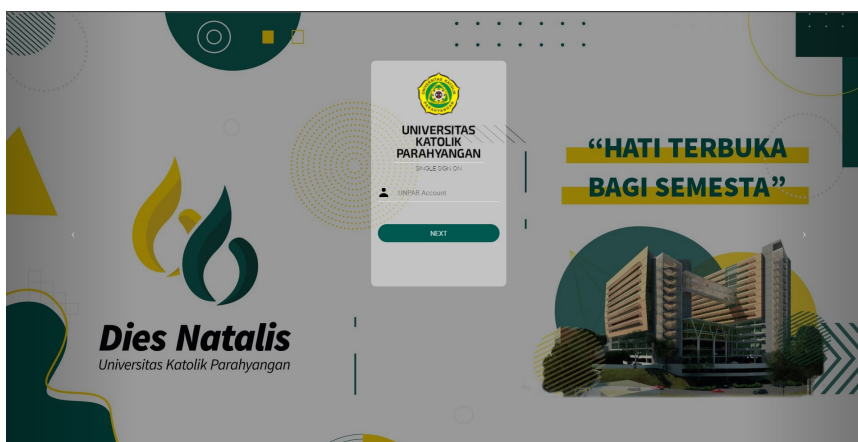 UNIVERSITAS
KATOLIK
PARAHYANGAN
SINGLE SIGN ON
UNPAR Account
NEXT
Dies Natalis
Universitas Katolik Parahyangan
“HATI TERBUKA
BAGI SEMESTA”